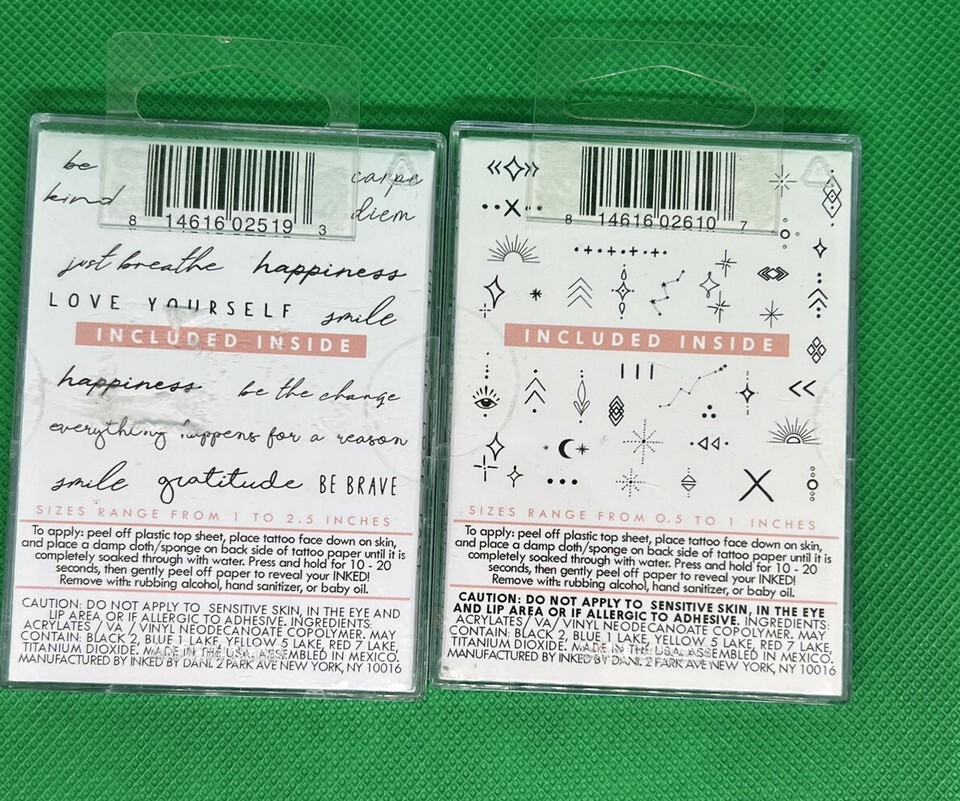 be
kind
carpe
diem
8 14616 02519 3
just breathe happiness
LOVE YOURSELF smile
INCLUDED INSIDE
happiness be the change
everything happens for a reason
smile gratitude BE BRAVE
SIZES RANGE FROM 1 TO 2.5 INCHES
To apply: peel off plastic top sheet, place tattoo face down on skin,
and place a damp cloth/sponge on back side of tattoo paper until it is
completely soaked through with water. Press and hold for 10 - 20
seconds, then gently peel off paper to reveal your INKED!
Remove with: rubbing alcohol, hand sanitizer, or baby oil.
CAUTION: DO NOT APPLY TO SENSITIVE SKIN, IN THE EYE AND
LIP AREA OR IF ALLERGIC TO ADHESIVE. INGREDIENTS:
ACRYLATES / VA / VINYL NEODECANOATE COPOLYMER. MAY
CONTAIN: BLACK 2, BLUE 1 LAKE, YELLOW 5 LAKE, RED 7 LAKE,
TITANIUM DIOXIDE. MADE IN THE USA. ASSEMBLED IN MEXICO.
MANUFACTURED BY INKED BY DANI. 2 PARK AVE NEW YORK, NY 10016
8 14616 02610 7
INCLUDED INSIDE
SIZES RANGE FROM 0.5 TO 1 INCHES
To apply: peel off plastic top sheet, place tattoo face down on skin,
and place a damp cloth/sponge on back side of tattoo paper until it is
completely soaked through with water. Press and hold for 10 - 20
seconds, then gently peel off paper to reveal your INKED!
Remove with: rubbing alcohol, hand sanitizer, or baby oil.
CAUTION: DO NOT APPLY TO SENSITIVE SKIN, IN THE EYE
AND LIP AREA OR IF ALLERGIC TO ADHESIVE. INGREDIENTS:
ACRYLATES / VA / VINYL NEODECANOATE COPOLYMER. MAY
CONTAIN: BLACK 2, BLUE 1 LAKE, YELLOW 5 LAKE, RED 7 LAKE,
TITANIUM DIOXIDE. MADE IN THE USA. ASSEMBLED IN MEXICO.
MANUFACTURED BY INKED BY DANI. 2 PARK AVE NEW YORK, NY 10016